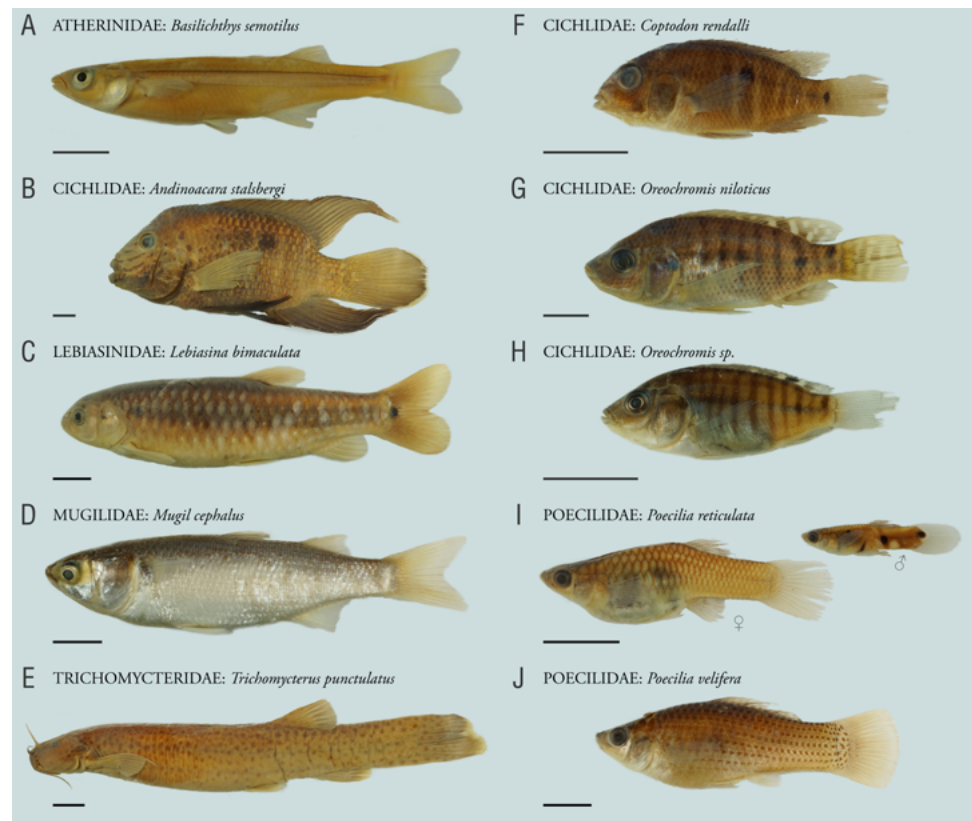 A ATHERINIDAE: Basilichthys semotilus
B CICHLIDAE: Andinoacara stalsbergi
C LEBIASINIDAE: Lebiasina bimaculata
D MUGILIDAE: Mugil cephalus
E TRICHOMYCTERIDAE: Trichomycterus punctulatus
F CICHLIDAE: Coptodon rendalli
G CICHLIDAE: Oreochromis niloticus
H CICHLIDAE: Oreochromis sp.
I POECILIDAE: Poecilia reticulata
♂
♀
J POECILIDAE: Poecilia velifera